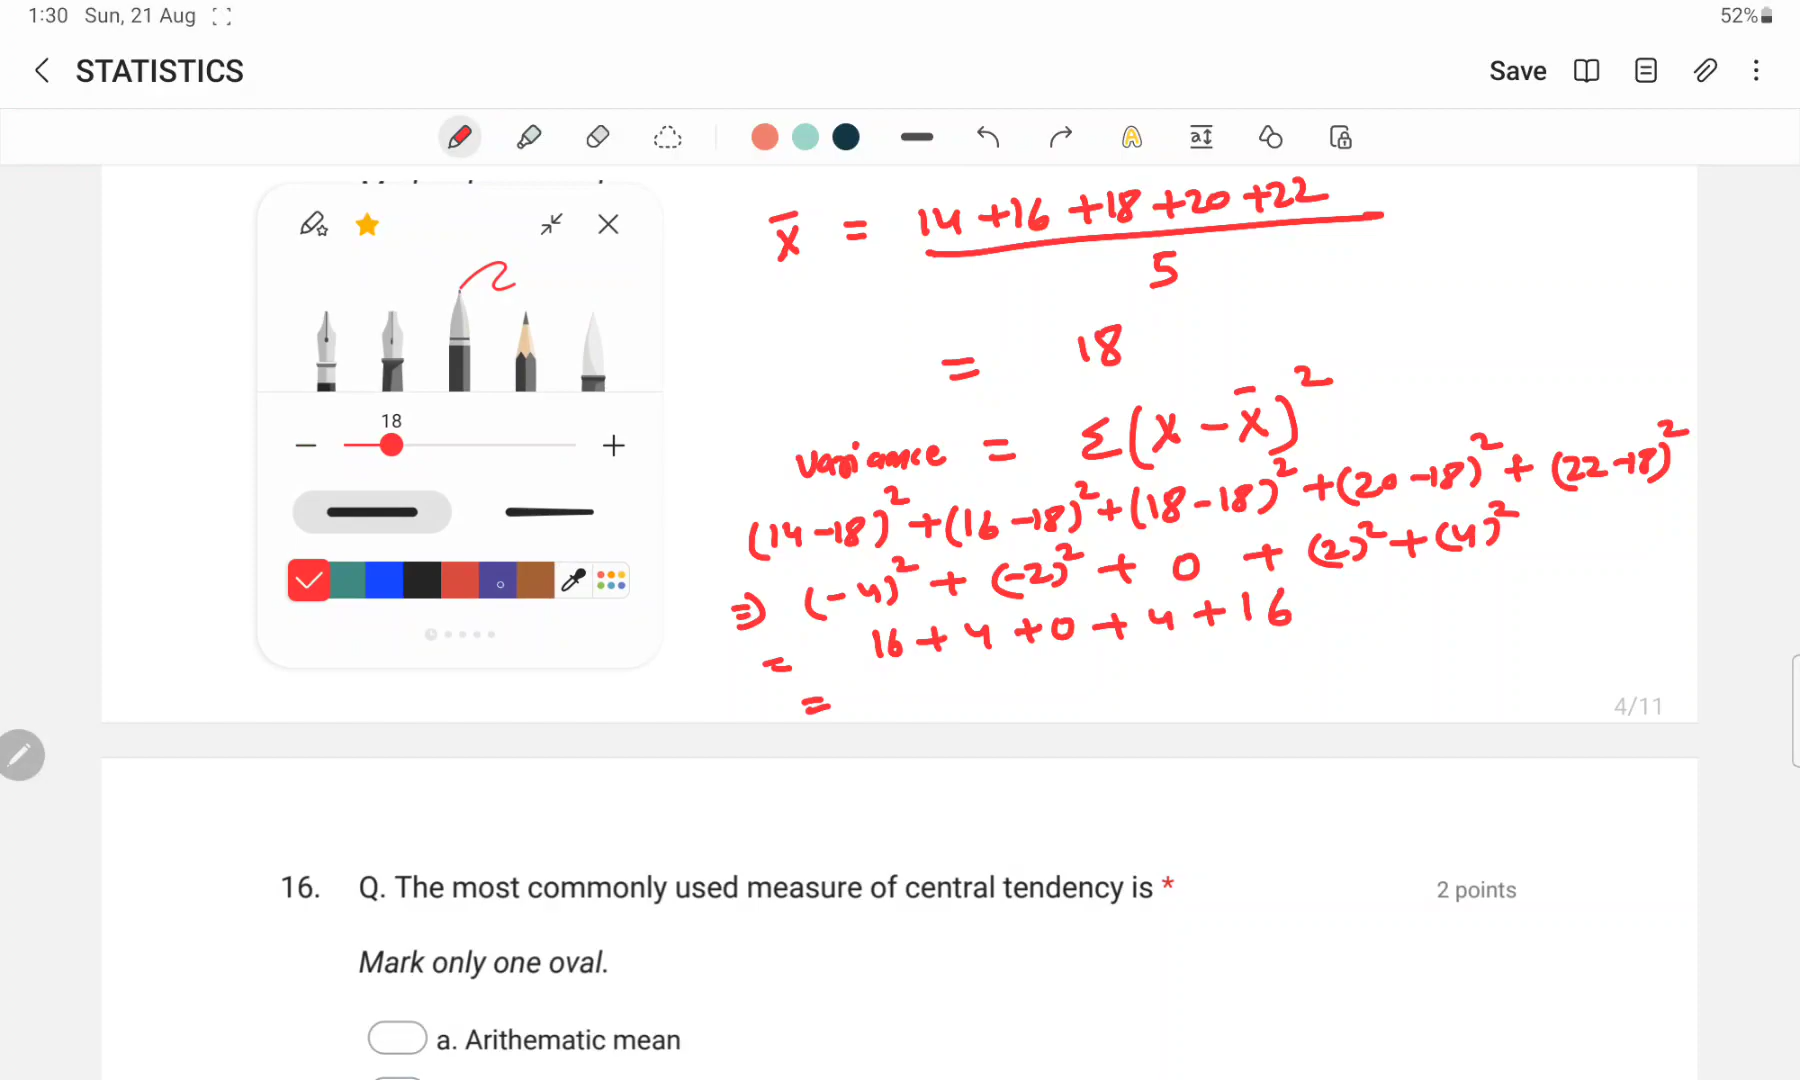 1:30 Sun, 21 Aug 52%
STATISTICS Save
x̄ = 14 + 16 + 18 + 20 + 22
5
= 18
18
variance = Σ(x - x̄)²
(14-18)² + (16-18)² + (18-18)² + (20-18)² + (22-18)²
⇒ (-4)² + (-2)² + 0 + (2)² + (4)²
= 16 + 4 + 0 + 4 + 16
=
4/11
16. Q. The most commonly used measure of central tendency is * 2 points
Mark only one oval.
a. Arithematic mean